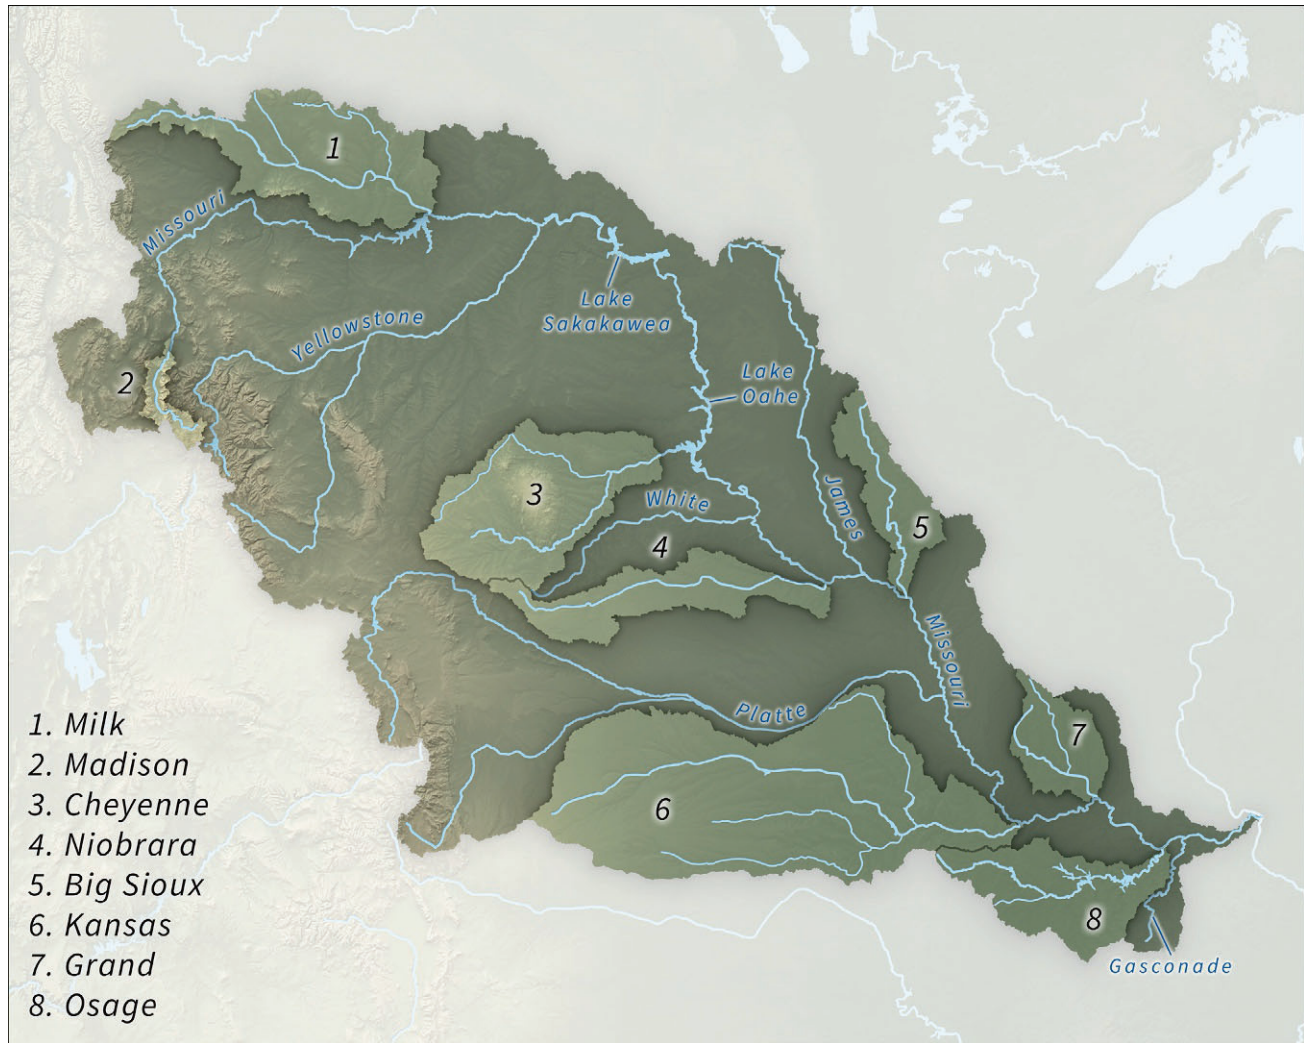 1
Missouri
Lake
Sakakawea
Yellowstone
2
Lake
Oahe
3
White
James
4
5
Missouri
Platte
6
7
8
Gasconade
1. Milk
2. Madison
3. Cheyenne
4. Niobrara
5. Big Sioux
6. Kansas
7. Grand
8. Osage